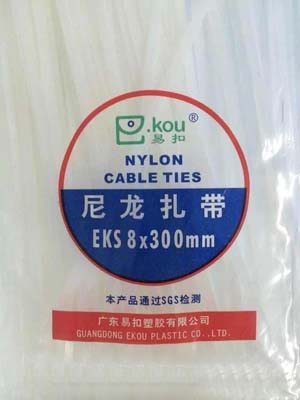 e.kou®
易扣
NYLON
CABLE TIES
尼龙扎带
EKS 8x300mm
本产品通过SGS检测
广东易扣塑胶有限公司
GUANGDONG EKOU PLASTIC CO.,LTD.